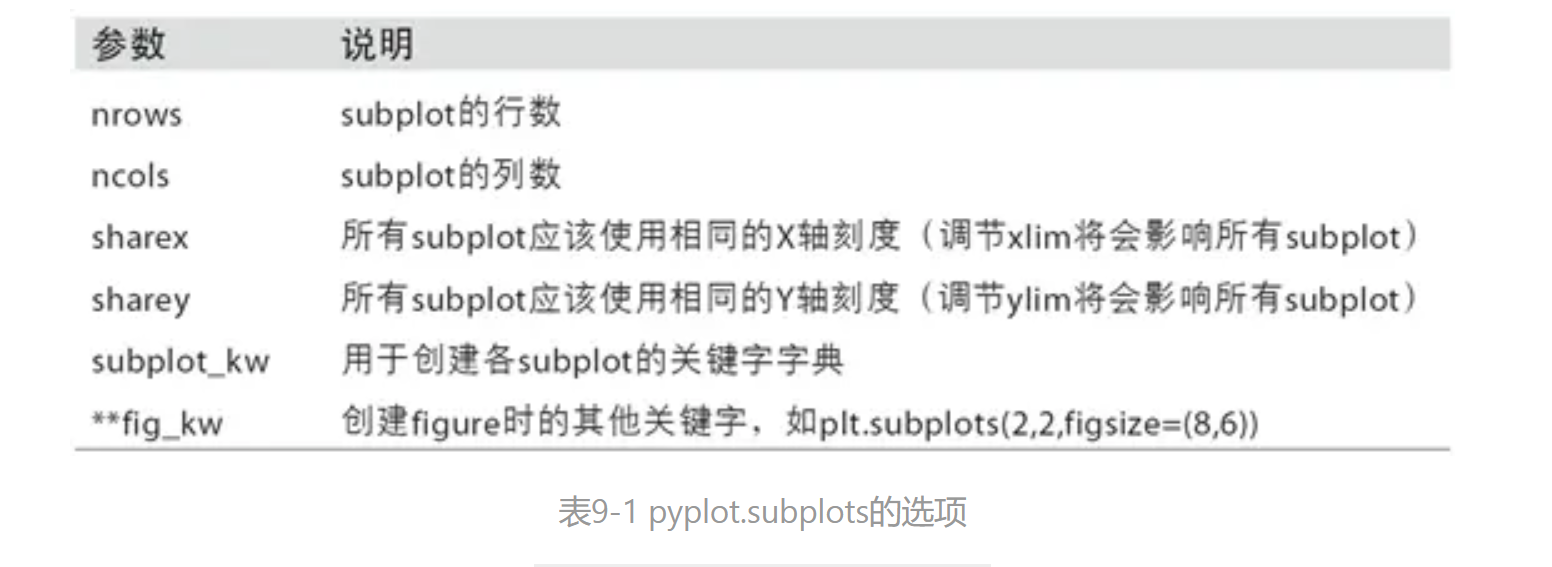 参数 说明
nrows subplot的行数
ncols subplot的列数
sharex 所有subplot应该使用相同的X轴刻度（调节xlim将会影响所有subplot）
sharey 所有subplot应该使用相同的Y轴刻度（调节ylim将会影响所有subplot）
subplot_kw 用于创建各subplot的关键字字典
**fig_kw 创建figure时的其他关键字，如plt.subplots(2,2,figsize=(8,6))
表9-1 pyplot.subplots的选项